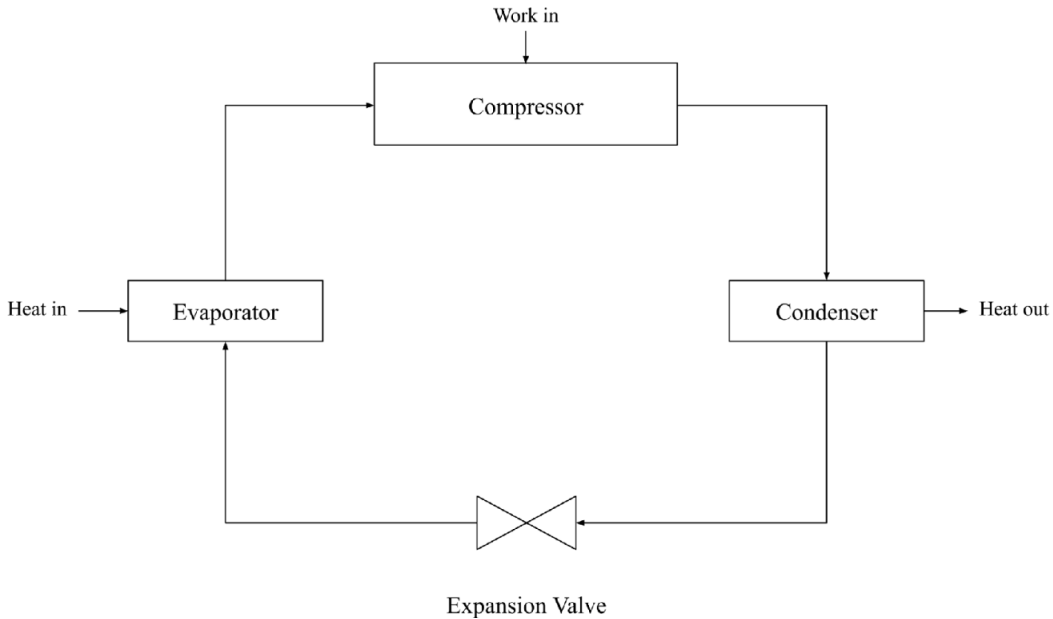 Work in
Compressor
Heat in
Evaporator
Condenser
Heat out
Expansion Valve